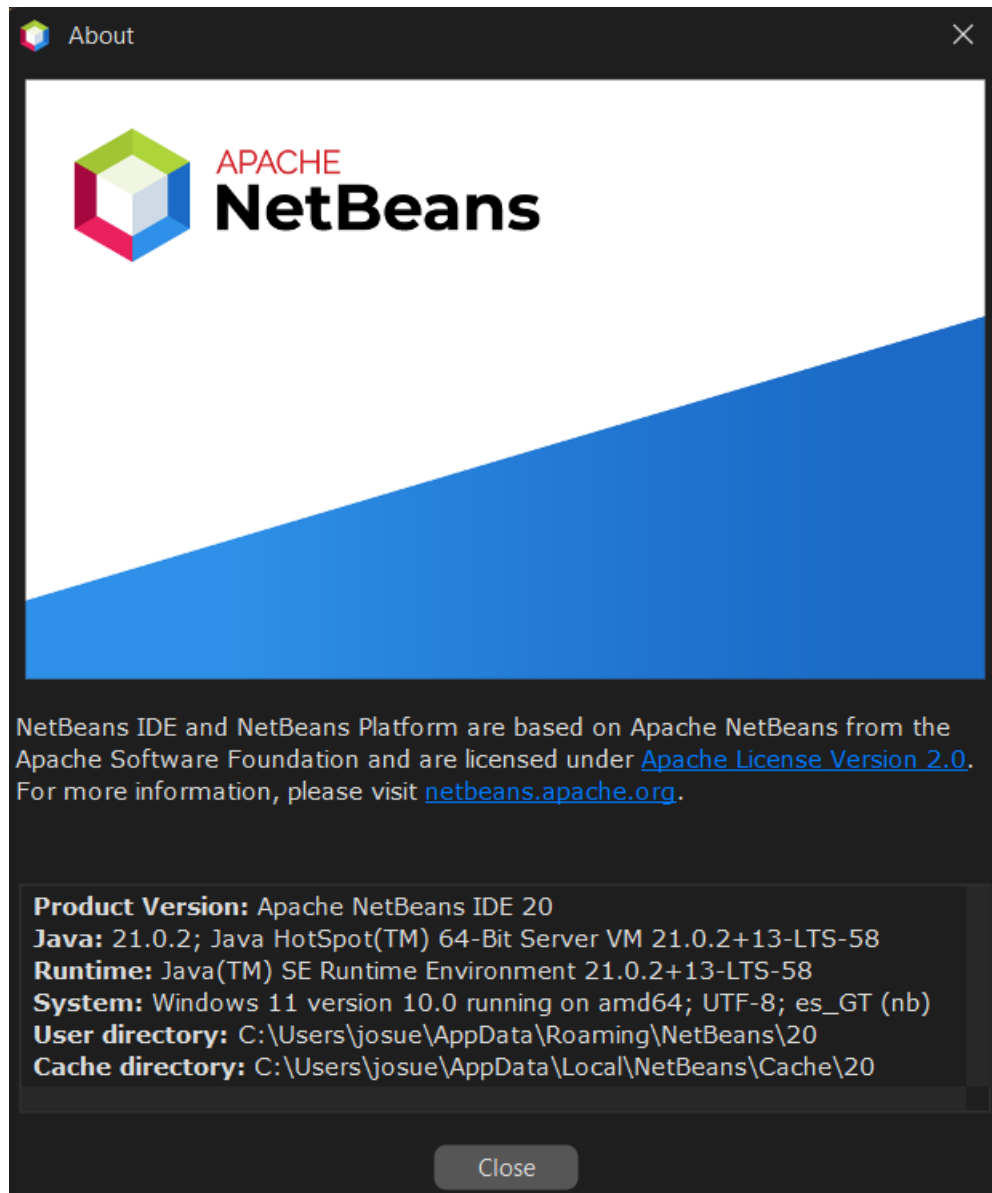 About
APACHE
NetBeans
NetBeans IDE and NetBeans Platform are based on Apache NetBeans from the
Apache Software Foundation and are licensed under Apache License Version 2.0.
For more information, please visit netbeans.apache.org.
Product Version: Apache NetBeans IDE 20
Java: 21.0.2; Java HotSpot(TM) 64-Bit Server VM 21.0.2+13-LTS-58
Runtime: Java(TM) SE Runtime Environment 21.0.2+13-LTS-58
System: Windows 11 version 10.0 running on amd64; UTF-8; es_GT (nb)
User directory: C:\Users\josue\AppData\Roaming\NetBeans\20
Cache directory: C:\Users\josue\AppData\Local\NetBeans\Cache\20
Close